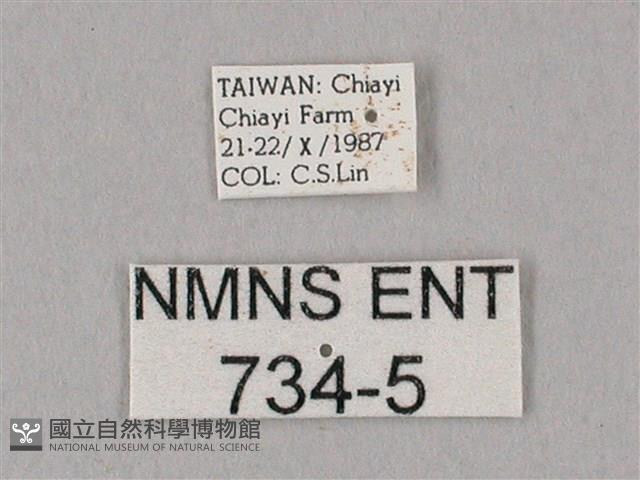 TAIWAN: Chiayi
Chiayi Farm
21.22/X/1987
COL: C.S.Lin
NMNS ENT
734-5
國立自然科學博物館
NATIONAL MUSEUM OF NATURAL SCIENCE